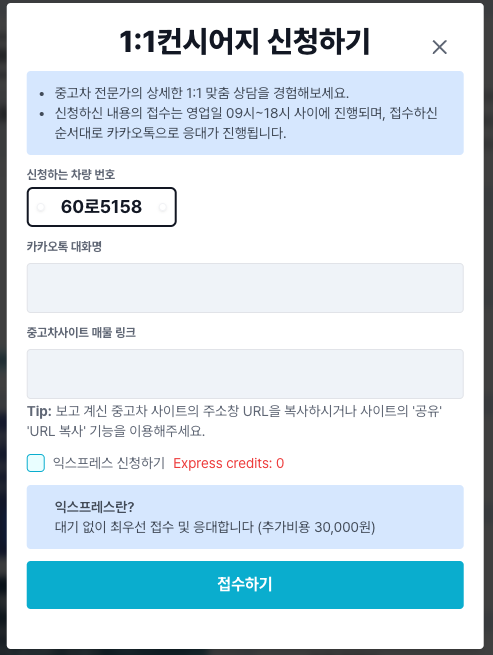 1:1컨시어지 신청하기
• 중고차 전문가의 상세한 1:1 맞춤 상담을 경험해보세요.
• 신청하신 내용의 접수는 영업일 09시~18시 사이에 진행되며, 접수하신
순서대로 카카오톡으로 응대가 진행됩니다.
신청하는 차량 번호
60로5158
카카오톡 대화명
중고차사이트 매물 링크
Tip: 보고 계신 중고차 사이트의 주소창 URL을 복사하시거나 사이트의 '공유'
'URL 복사' 기능을 이용해주세요.
익스프레스 신청하기 Express credits: 0
익스프레스란?
대기 없이 최우선 접수 및 응대합니다 (추가비용 30,000원)
접수하기